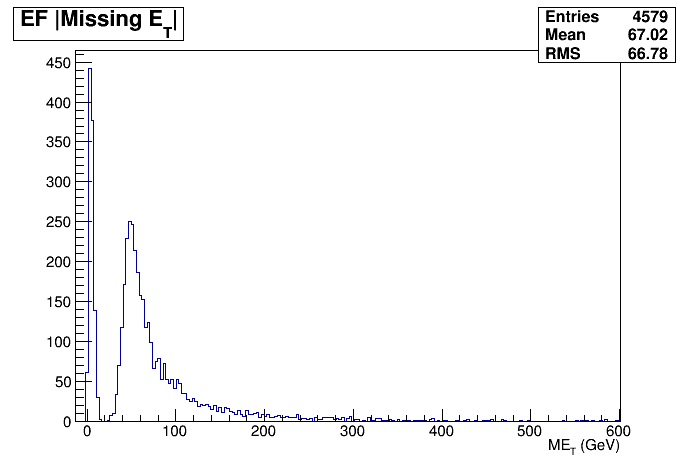 EF |Missing E_T|
Entries 4579
Mean 67.02
RMS 66.78
450
400
350
300
250
200
150
100
50
0
0 100 200 300 400 500 600
ME_T (GeV)